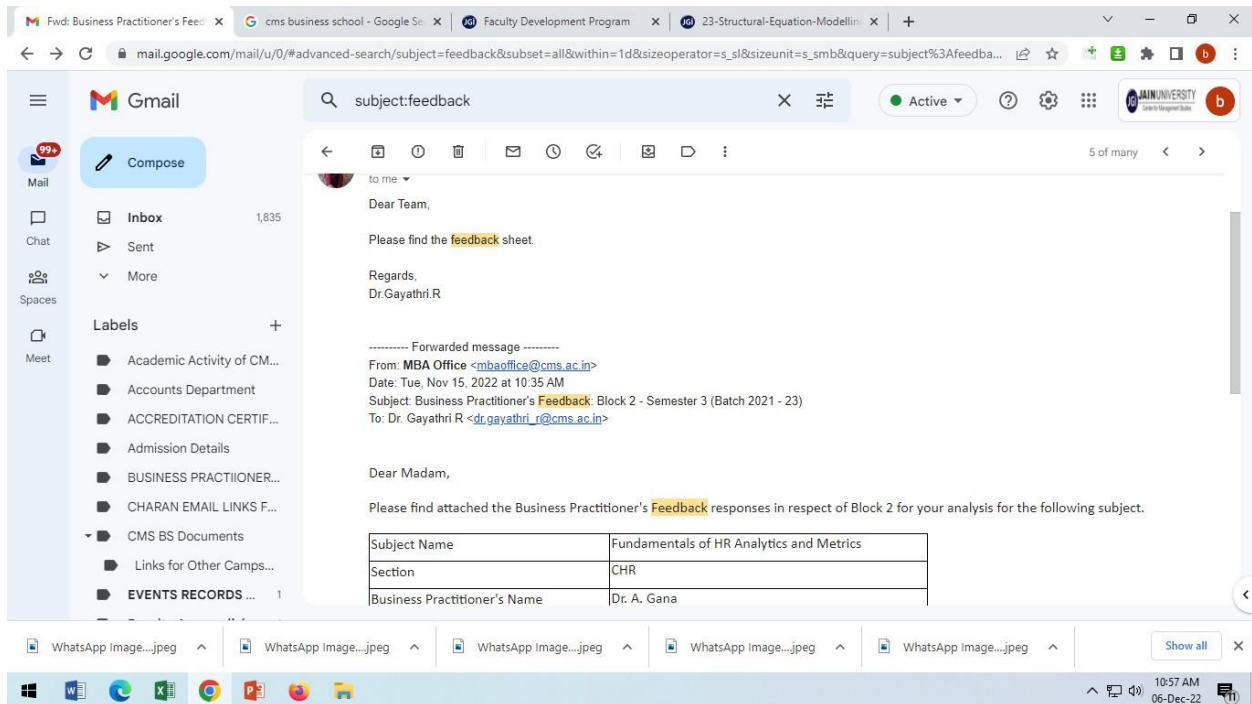 Fwd: Business Practitioner's Feed
cms business school - Google Se
Faculty Development Program
23-Structural-Equation-Modellin
mail.google.com/mail/u/0/#advanced-search/subject=feedback&subset=all&within=1d&sizeoperator=s_sl&sizeunit=s_smb&query=subject%3Afeedba...
b
Gmail
subject:feedback
Active
JGI JAIN UNIVERSITY
b
99+
Mail
Compose
5 of many
Chat
Spaces
Meet
Inbox 1,835
Sent
More
Labels +
Academic Activity of CM...
Accounts Department
ACCREDITATION CERTIF...
Admission Details
BUSINESS PRACTIIONER...
CHARAN EMAIL LINKS F...
CMS BS Documents
Links for Other Camps...
EVENTS RECORDS ... 1
to me
Dear Team,
Please find the feedback sheet.
Regards,
Dr.Gayathri.R
---------- Forwarded message ---------
From: MBA Office <mbaoffice@cms.ac.in>
Date: Tue, Nov 15, 2022 at 10:35 AM
Subject: Business Practitioner's Feedback: Block 2 - Semester 3 (Batch 2021 - 23)
To: Dr. Gayathri R <dr.gayathri_r@cms.ac.in>
Dear Madam,
Please find attached the Business Practitioner's Feedback responses in respect of Block 2 for your analysis for the following subject.
Subject Name Fundamentals of HR Analytics and Metrics
Section CHR
Business Practitioner's Name Dr. A. Gana
WhatsApp Image....jpeg
WhatsApp Image....jpeg
WhatsApp Image....jpeg
WhatsApp Image....jpeg
WhatsApp Image....jpeg
Show all
10:57 AM
06-Dec-22